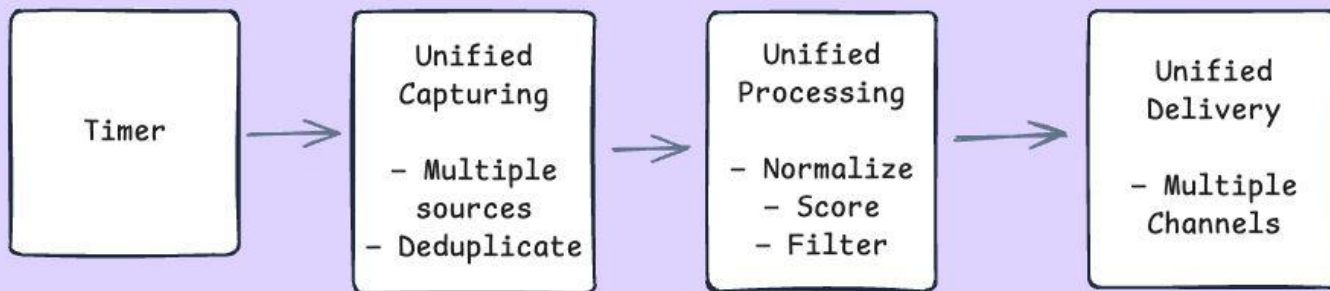 Timer
Unified
Capturing
– Multiple
sources
– Deduplicate
Unified
Processing
– Normalize
– Score
– Filter
Unified
Delivery
– Multiple
Channels